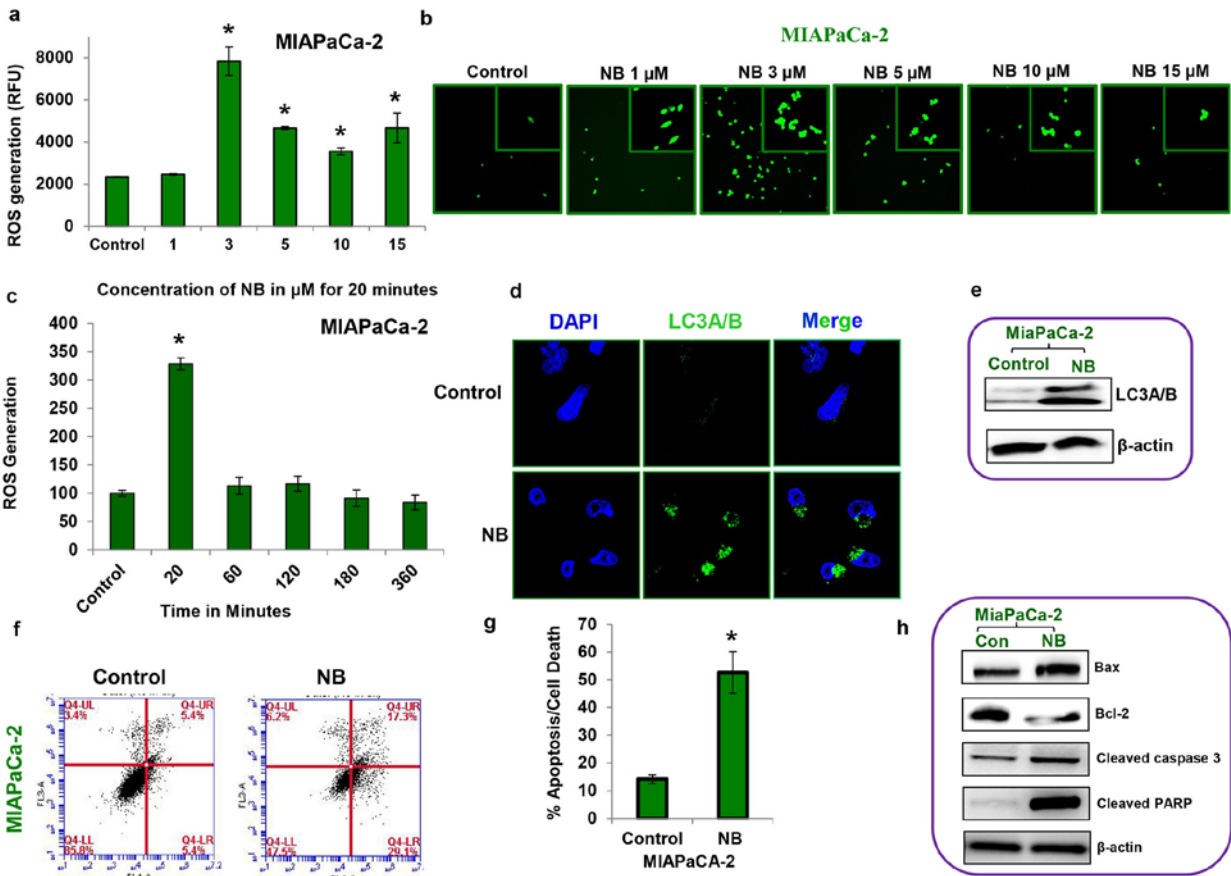 a
MIAPaCa-2
ROS generation (RFU)
8000
6000
4000
2000
0
*
*
*
*
Control 1 3 5 10 15
Concentration of NB in µM for 20 minutes
b
MIAPaCa-2
Control NB 1 µM NB 3 µM NB 5 µM NB 10 µM NB 15 µM
c
MIAPaCa-2
ROS Generation
400
350
300
250
200
150
100
50
0
*
Control 20 60 120 180 360
Time in Minutes
d
DAPI LC3A/B Merge
Control
NB
e
MiaPaCa-2
Control NB
LC3A/B
β-actin
f
Control NB
MIAPaCa-2
Q4-UL Q4-UR
3.4% 5.4%
FL3-A
Q4-LL Q4-LR
85.8% 5.4%
Q4-UL Q4-UR
6.2% 17.3%
FL3-A
Q4-LL Q4-LR
47.5% 29.1%
g
% Apoptosis/Cell Death
70
60
50
40
30
20
10
0
*
Control NB
MIAPaCA-2
h
MiaPaCa-2
Con NB
Bax
Bcl-2
Cleaved caspase 3
Cleaved PARP
β-actin